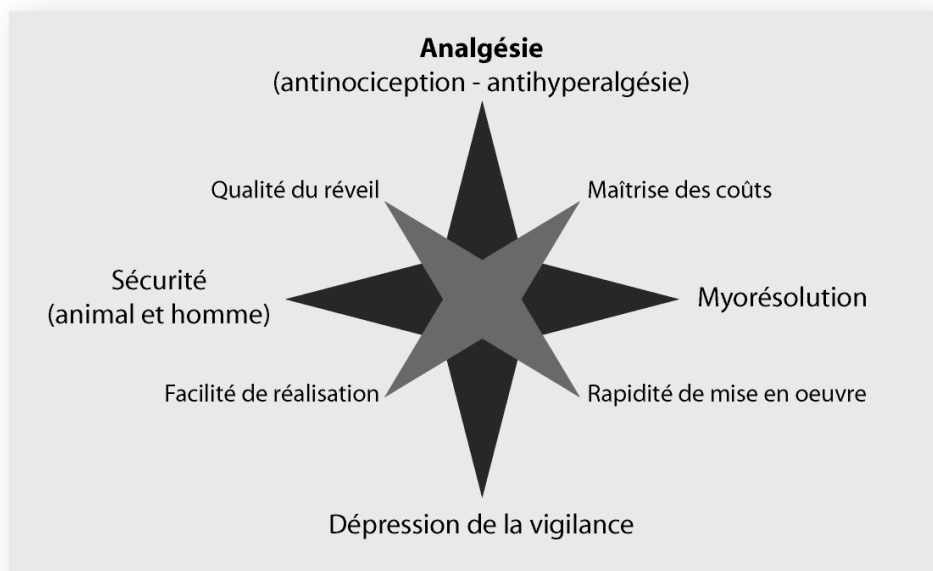 Analgésie
(antinociception - antihyperalgésie)
Qualité du réveil
Maîtrise des coûts
Sécurité
(animal et homme)
Myorésolution
Facilité de réalisation
Rapidité de mise en oeuvre
Dépression de la vigilance